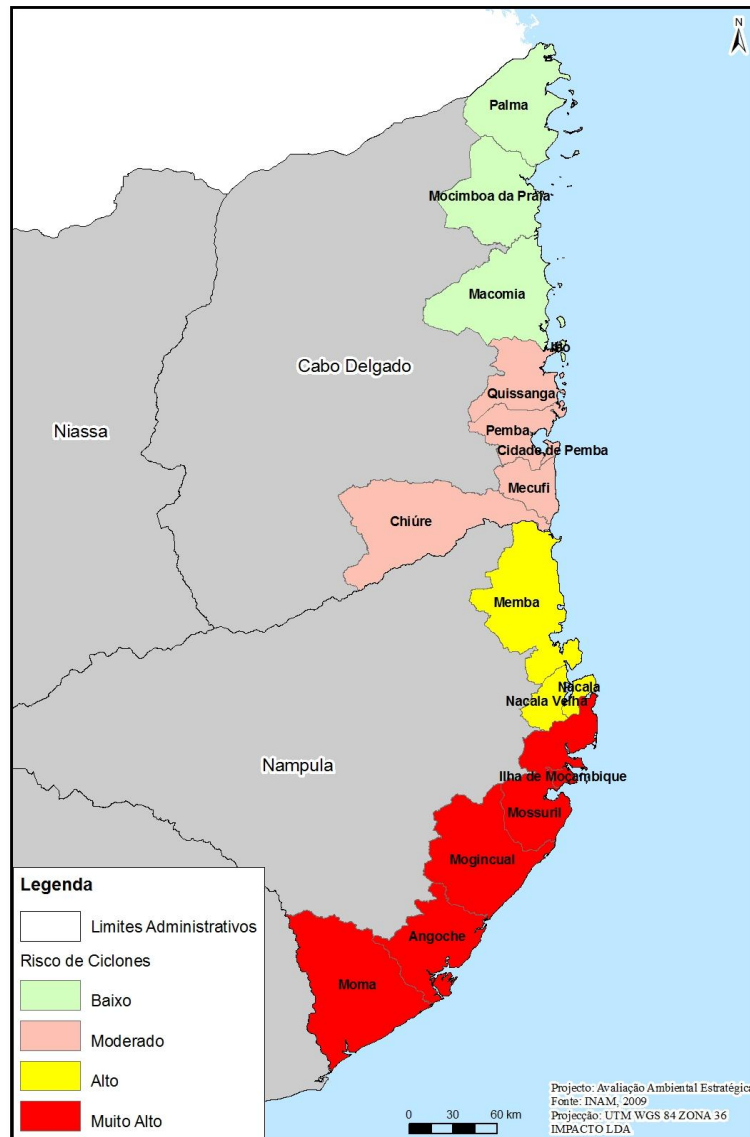 N
Palma
Mocimboa da Praia
Macomia
Cabo Delgado
Niassa
Quissanga
Pemba
Cidade de Pemba
Mecufi
Chiúre
Memba
Nacala
Nacala Velha
Nampula
Ilha de Moçambique
Mossuril
Mogincual
Angoche
Moma
Legenda
Limites Administrativos
Risco de Ciclones
Baixo
Moderado
Alto
Muito Alto
0 30 60 km
Projecto: Avaliação Ambiental Estratégica
Fonte: INAM, 2009
Projecção: UTM WGS 84 ZONA 36
IMPACTO LDA